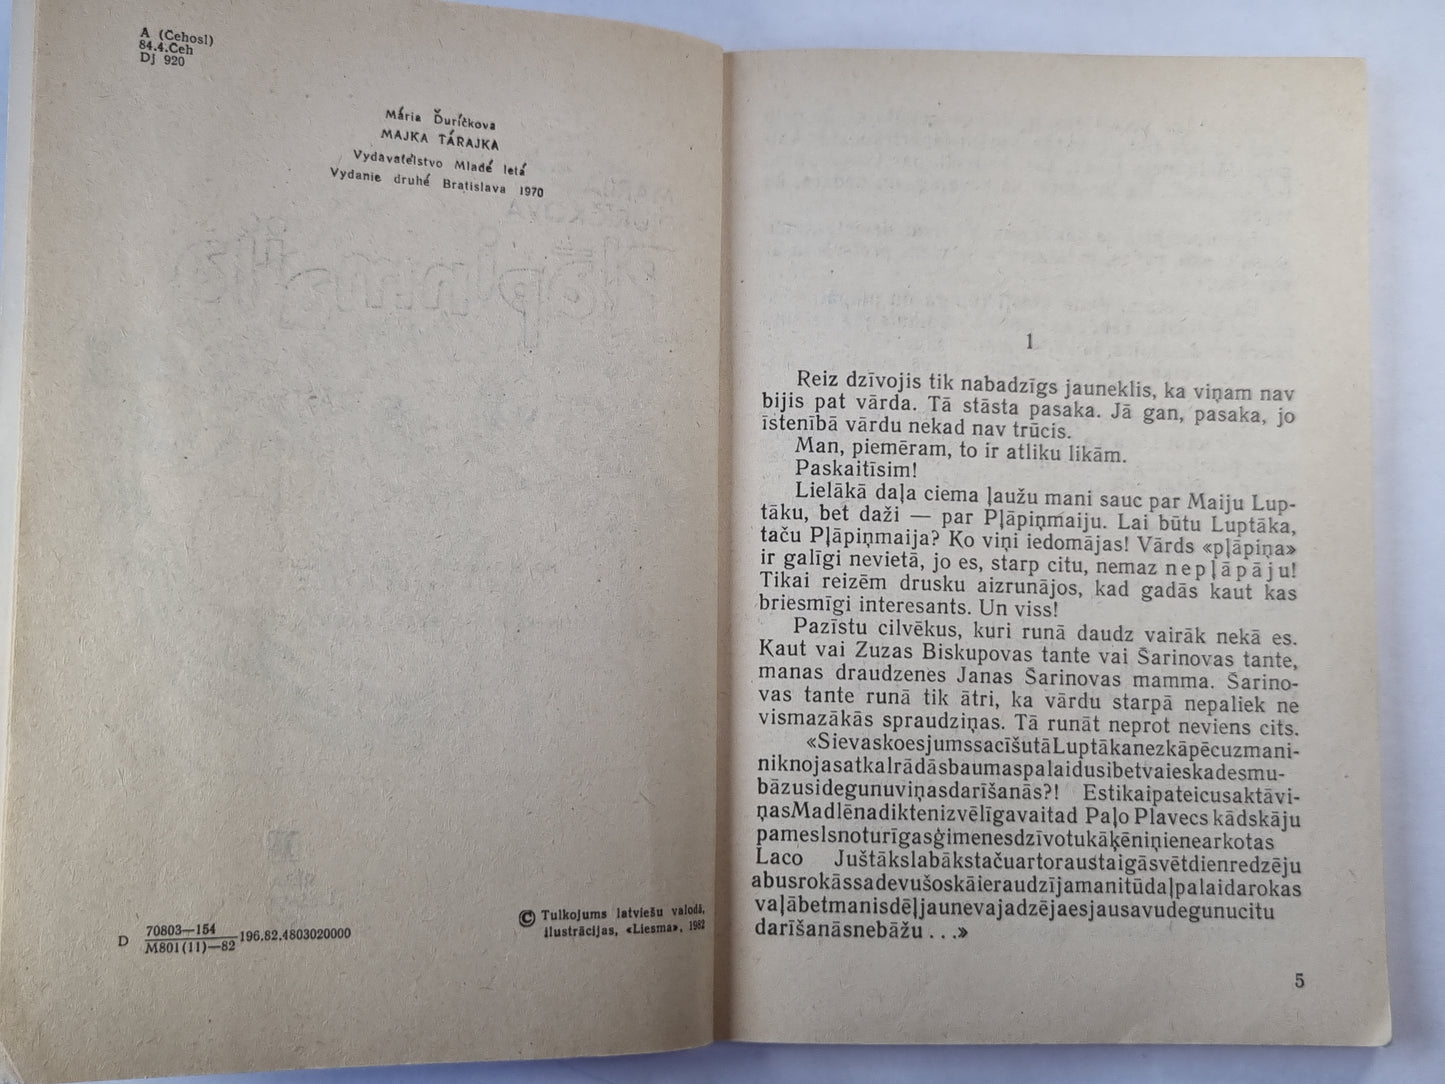 A (Cehosl)
84.4.Ceh
Dj 920
Mária Ďuríčkova
MAJKA TÁRAJKA
Vydavateľstvo Mladé letá
Vydanie druhé Bratislava 1970
D 70803—154
M801(11)—82 196.82.4803020000
© Tulkojums latviešu valodā,
ilustrācijas, «Liesma», 1982
1
Reiz dzīvojis tik nabadzīgs jauneklis, ka viņam nav
bijis pat vārda. Tā stāsta pasaka. Jā gan, pasaka, jo
īstenībā vārdu nekad nav trūcis.
Man, piemēram, to ir atliku likām.
Paskaitīsim!
Lielākā daļa ciema ļaužu mani sauc par Maiju Lup-
tāku, bet daži — par Pļāpiņmaiju. Lai būtu Luptāka,
taču Pļāpiņmaija? Ko viņi iedomājas! Vārds «pļāpiņa»
ir galīgi nevietā, jo es, starp citu, nemaz nepļāpāju!
Tikai reizēm drusku aizrunājos, kad gadās kaut kas
briesmīgi interesants. Un viss!
Pazīstu cilvēkus, kuri runā daudz vairāk nekā es.
Kaut vai Zuzas Biskupovas tante vai Šarinovas tante,
manas draudzenes Janas Šarinovas mamma. Šarino-
vas tante runā tik ātri, ka vārdu starpā nepaliek ne
vismazākās spraudziņas. Tā runāt neprot neviens cits.
«SievaskoesjumssacīšutāLuptākanezkāpēcuzmani-
niknojasatkalrādāsbaumaspalaidusibetvaieskadesmu-
bāzusidegunuviņasdarīšanās?! Estikaipateicusaktāvi-
ņasMadlēnadiktenizvēlīgavaitad Paļo Plavecs kādskāju
pameslsnoturīgasģimenesdzīvotukāķēniņienearkotas
Laco Juštākslabākstačuartoraustaigāsvētdienredzēju
abusrokāssadevušoskāieraudzījamanitūdaļpalaidarokas
vaļābetmanisdēļjaunevajadzējaesjausavudegunucitu
darīšanāsnebāžu . . .»
5